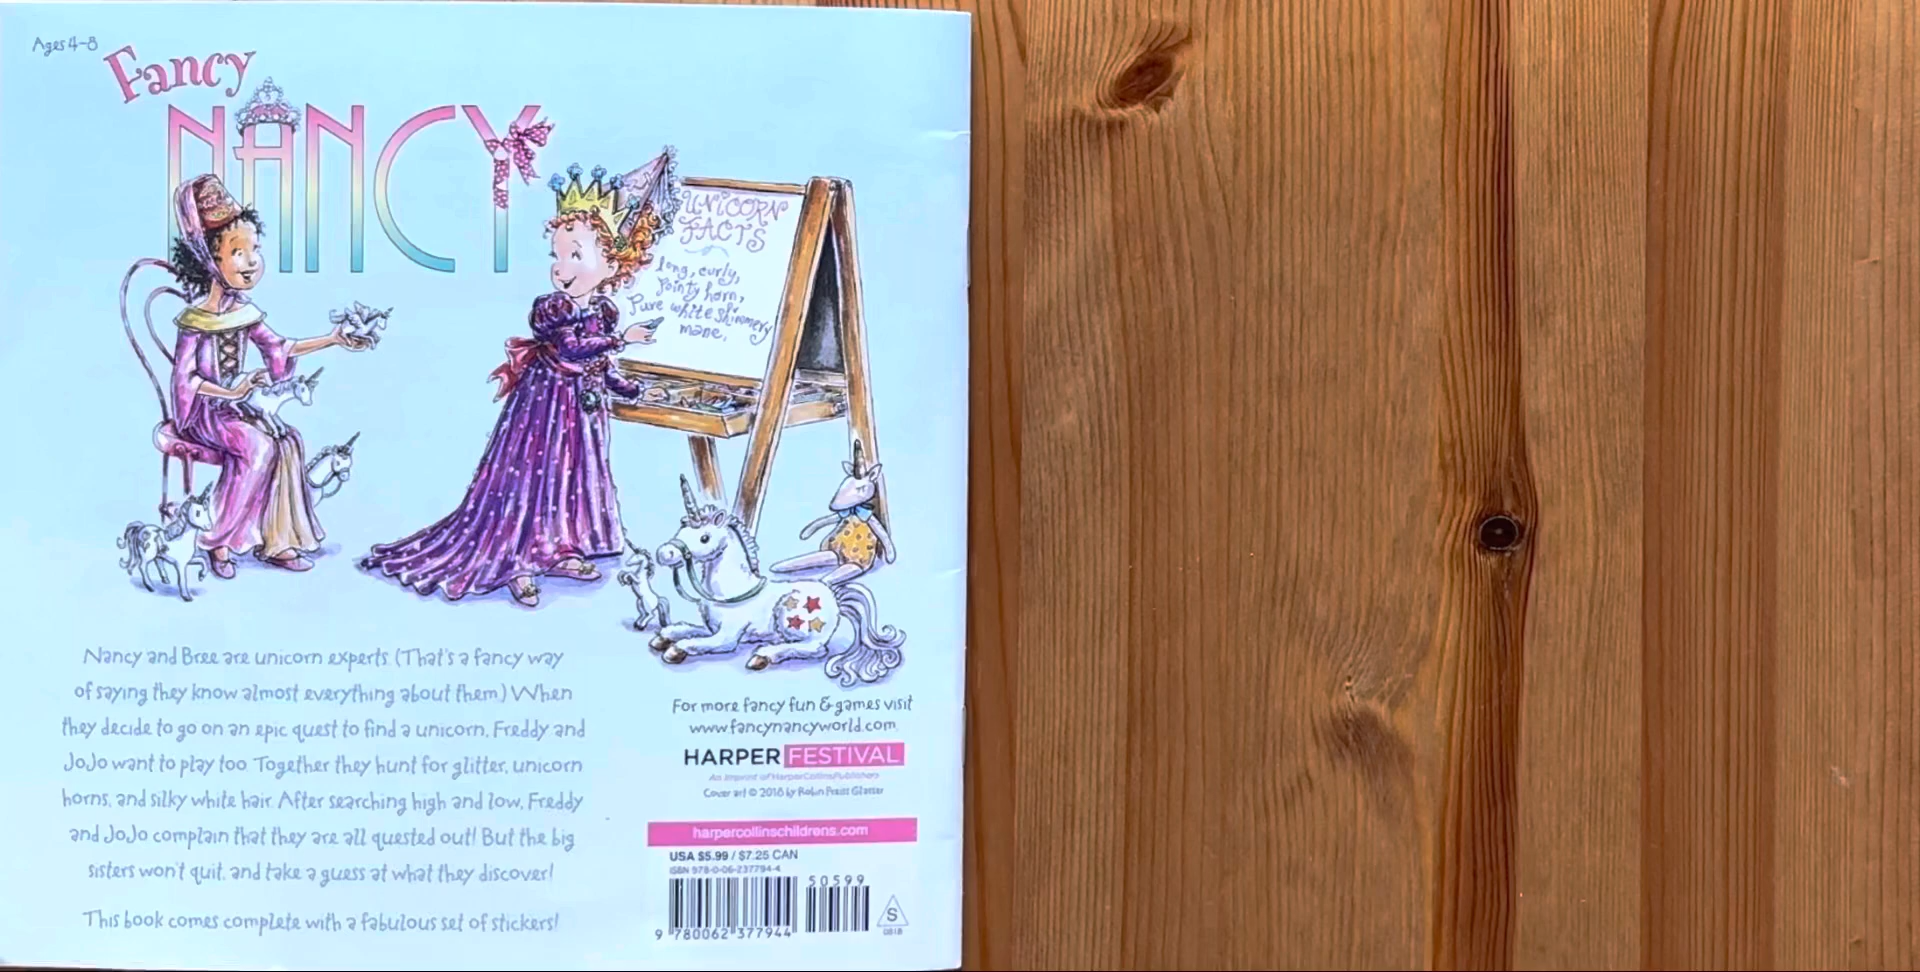 Ages 4–8
Fancy
NANCY
UNICORN
FACTS
long, curly,
Pointy horn,
Pure white shimmery
mane.
Nancy and Bree are unicorn experts. (That's a fancy way
of saying they know almost everything about them.) When
they decide to go on an epic quest to find a unicorn, Freddy and
JoJo want to play too. Together they hunt for glitter, unicorn
horns, and silky white hair. After searching high and low, Freddy
and JoJo complain that they are all quested out! But the big
sisters won't quit, and take a guess at what they discover!
This book comes complete with a fabulous set of stickers!
For more fancy fun & games visit
www.fancynancyworld.com.
HARPER FESTIVAL
An Imprint of HarperCollinsPublishers
Cover art © 2018 by Robin Preiss Glasser
harpercollinschildrens.com
USA $5.99 / $7.25 CAN
ISBN 978-0-06-237794-4
50599
9 780062 377944
S
0818